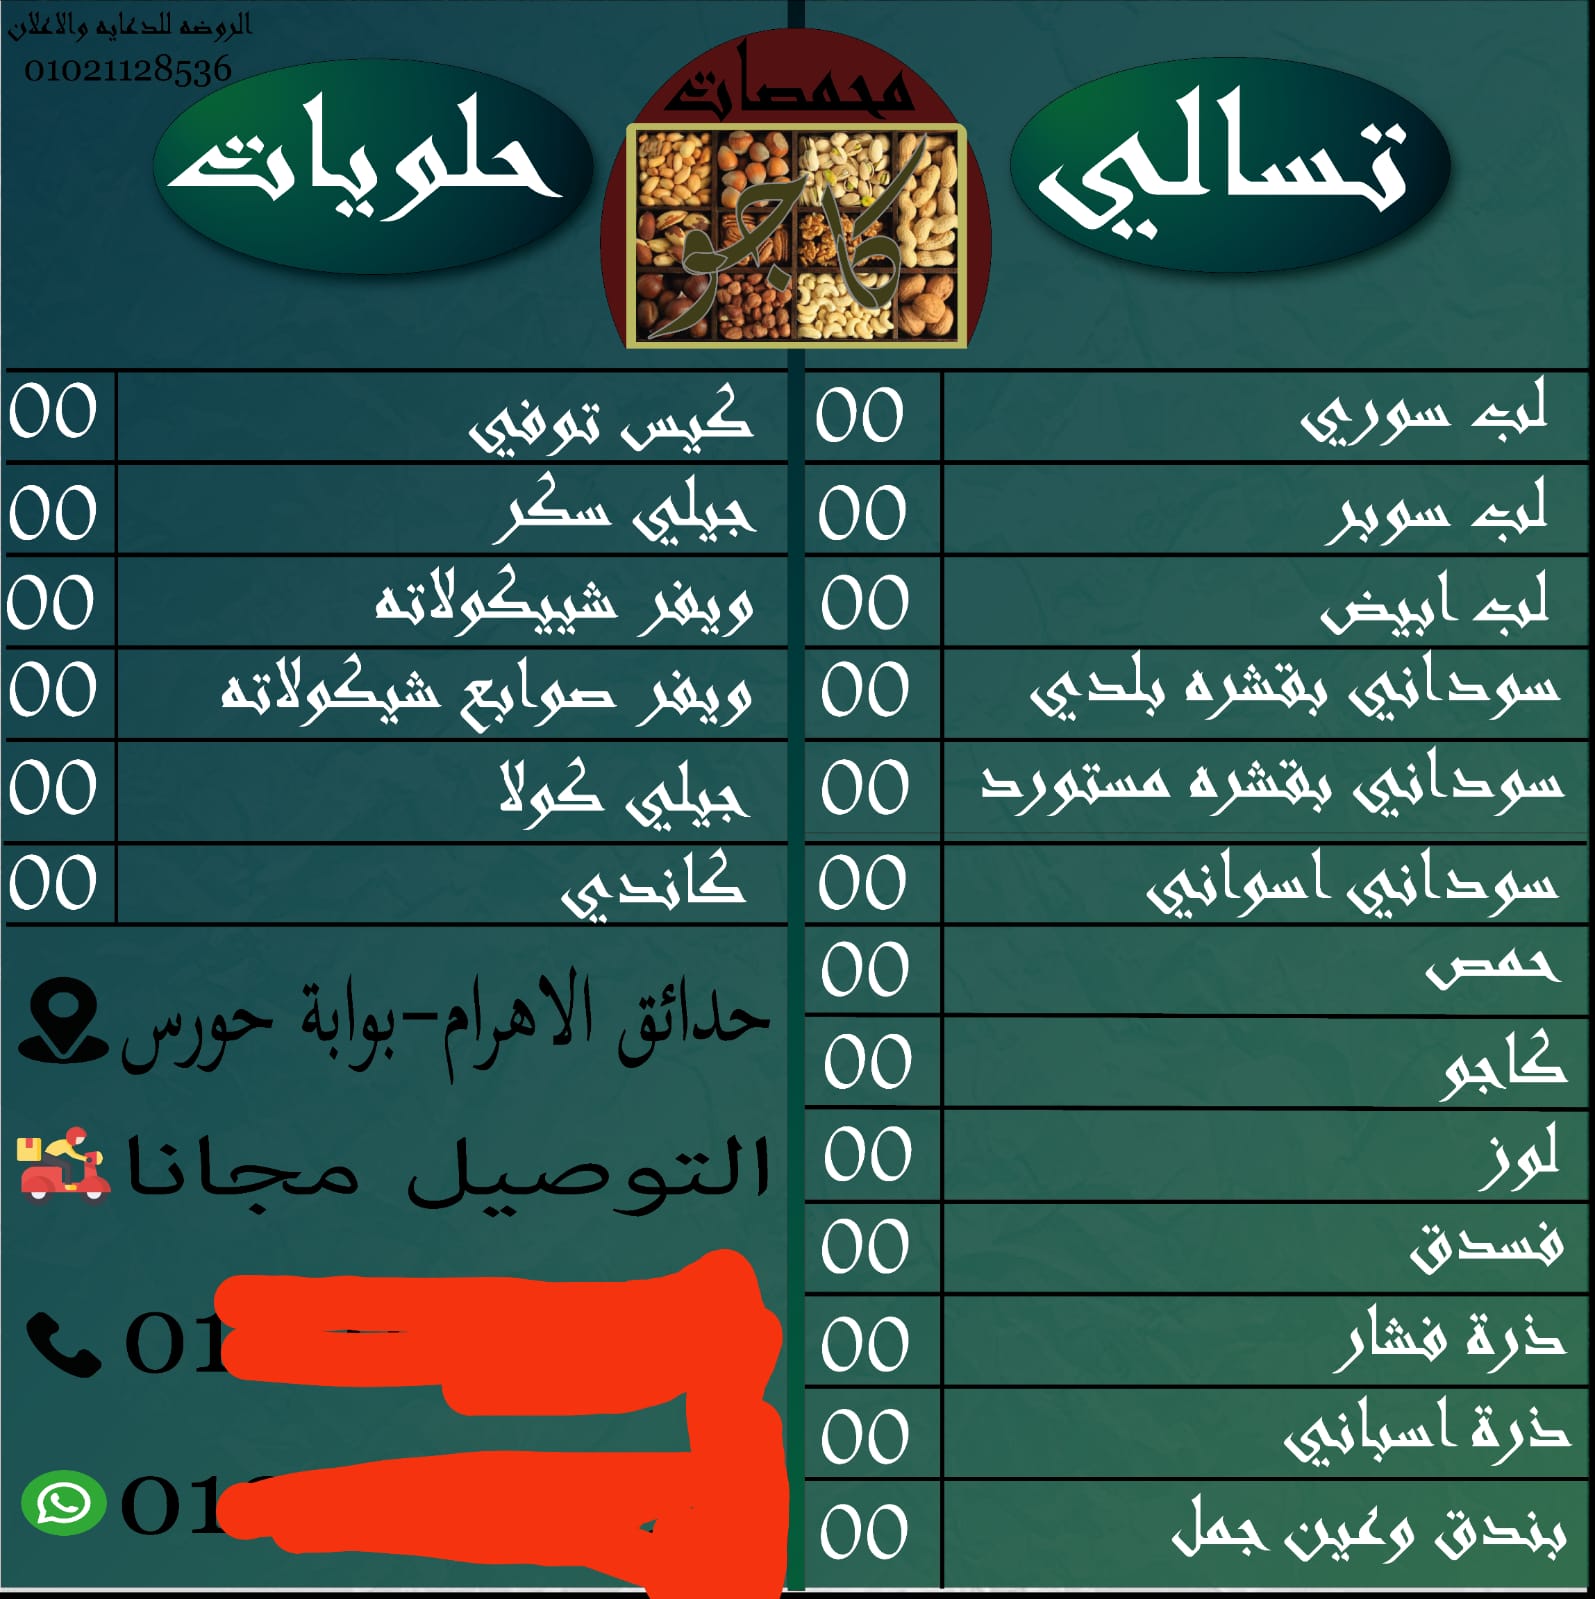 الروضه للدعايه والاعلان
01021128536
محمصات
كاجو
تسالي
لب سوري 00
لب سوبر 00
لب ابيض 00
سوداني بقشره بلدي 00
سوداني بقشره مستورد 00
سوداني اسواني 00
حمص 00
كاجو 00
لوز 00
فسدق 00
ذرة فشار 00
ذرة اسباني 00
بندق وعين جمل 00
حلويات
كيس توفي 00
جيلي سكر 00
ويفر شييكولاته 00
ويفر صوابع شيكولاته 00
جيلي كولا 00
كاندي 00
حدائق الاهرام-بوابة حورس
التوصيل مجانا
01
01